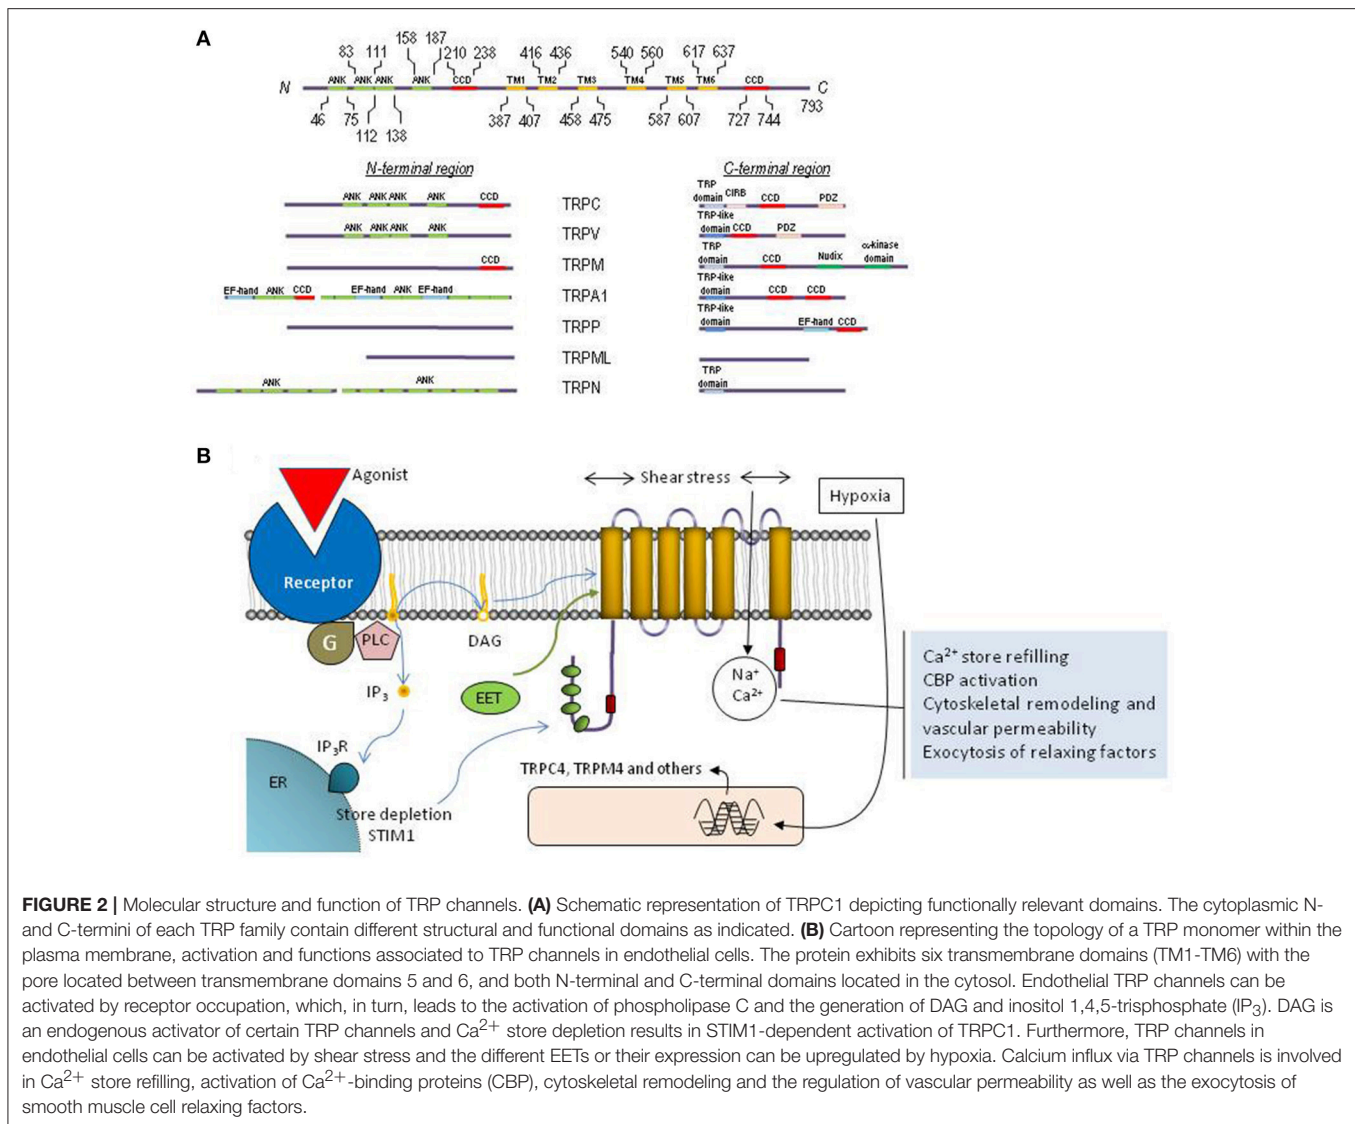 A
158 187
83 111 210 238 416 436 540 560 617 637
N ANK ANK ANK ANK CCD TM1 TM2 TM3 TM4 TM5 TM6 CCD C
46 75 387 407 458 475 587 607 727 744 793
112 138
N-terminal region C-terminal region
ANK ANK ANK ANK CCD TRPC TRP domain CIRB CCD PDZ
ANK ANK ANK ANK TRPV TRP-like domain CCD PDZ
CCD TRPM TRP domain CCD Nudix α-kinase domain
EF-hand ANK CCD EF-hand ANK EF-hand TRPA1 TRP-like domain CCD CCD
TRPP TRP-like domain EF-hand CCD
TRPML
ANK ANK TRPN TRP domain
B
Agonist
Shear stress
Hypoxia
Receptor
G
PLC
DAG
IP3
EET
Na+
Ca2+
IP3R
ER
Store depletion
STIM1
TRPC4, TRPM4 and others
Ca2+ store refilling
CBP activation
Cytoskeletal remodeling and
vascular permeability
Exocytosis of relaxing factors
FIGURE 2 | Molecular structure and function of TRP channels. (A) Schematic representation of TRPC1 depicting functionally relevant domains. The cytoplasmic N-
and C-termini of each TRP family contain different structural and functional domains as indicated. (B) Cartoon representing the topology of a TRP monomer within the
plasma membrane, activation and functions associated to TRP channels in endothelial cells. The protein exhibits six transmembrane domains (TM1-TM6) with the
pore located between transmembrane domains 5 and 6, and both N-terminal and C-terminal domains located in the cytosol. Endothelial TRP channels can be
activated by receptor occupation, which, in turn, leads to the activation of phospholipase C and the generation of DAG and inositol 1,4,5-trisphosphate (IP3). DAG is
an endogenous activator of certain TRP channels and Ca2+ store depletion results in STIM1-dependent activation of TRPC1. Furthermore, TRP channels in
endothelial cells can be activated by shear stress and the different EETs or their expression can be upregulated by hypoxia. Calcium influx via TRP channels is involved
in Ca2+ store refilling, activation of Ca2+-binding proteins (CBP), cytoskeletal remodeling and the regulation of vascular permeability as well as the exocytosis of
smooth muscle cell relaxing factors.